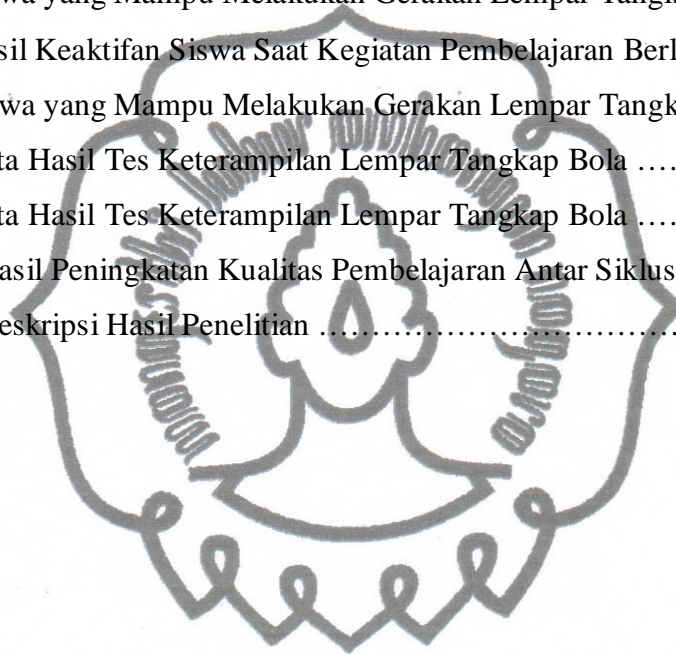 wa yang Mampu Melakukan Gerakan Lempar Tangk
sil Keaktifan Siswa Saat Kegiatan Pembelajaran Berl
wa yang Mampu Melakukan Gerakan Lempar Tangk
ta Hasil Tes Keterampilan Lempar Tangkap Bola ….
ta Hasil Tes Keterampilan Lempar Tangkap Bola ….
asil Peningkatan Kualitas Pembelajaran Antar Siklus
eskripsi Hasil Penelitian ………………………………